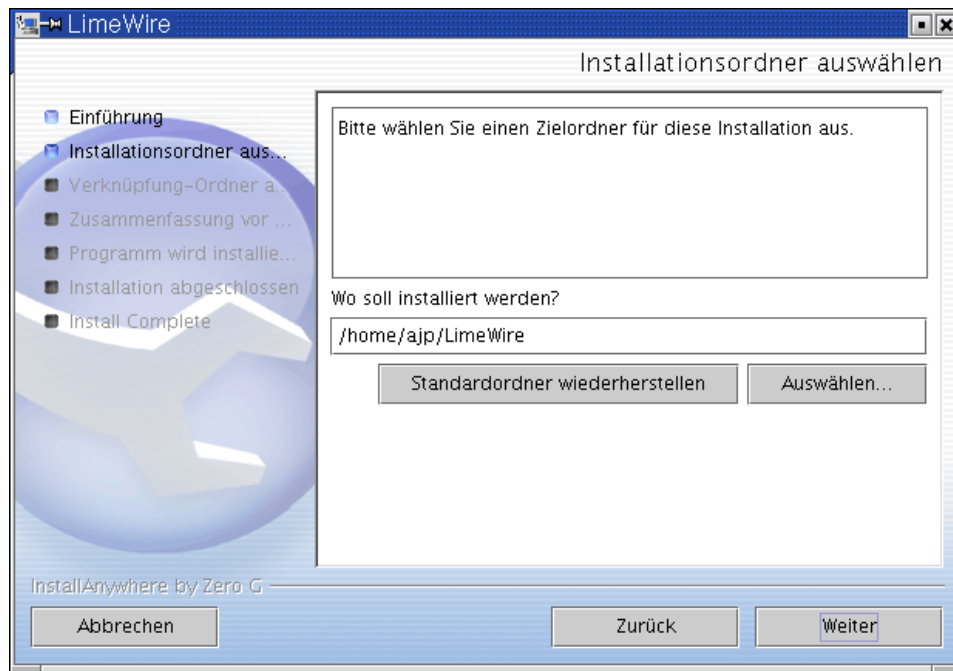 LimeWire
Installationsordner auswählen
Einführung
Installationsordner aus...
Verknüpfung-Ordner a...
Zusammenfassung vor ...
Programm wird installie...
Installation abgeschlossen
Install Complete
Bitte wählen Sie einen Zielordner für diese Installation aus.
Wo soll installiert werden?
/home/ajp/LimeWire
Standardordner wiederherstellen
Auswählen...
InstallAnywhere by Zero G
Abbrechen
Zurück
Weiter